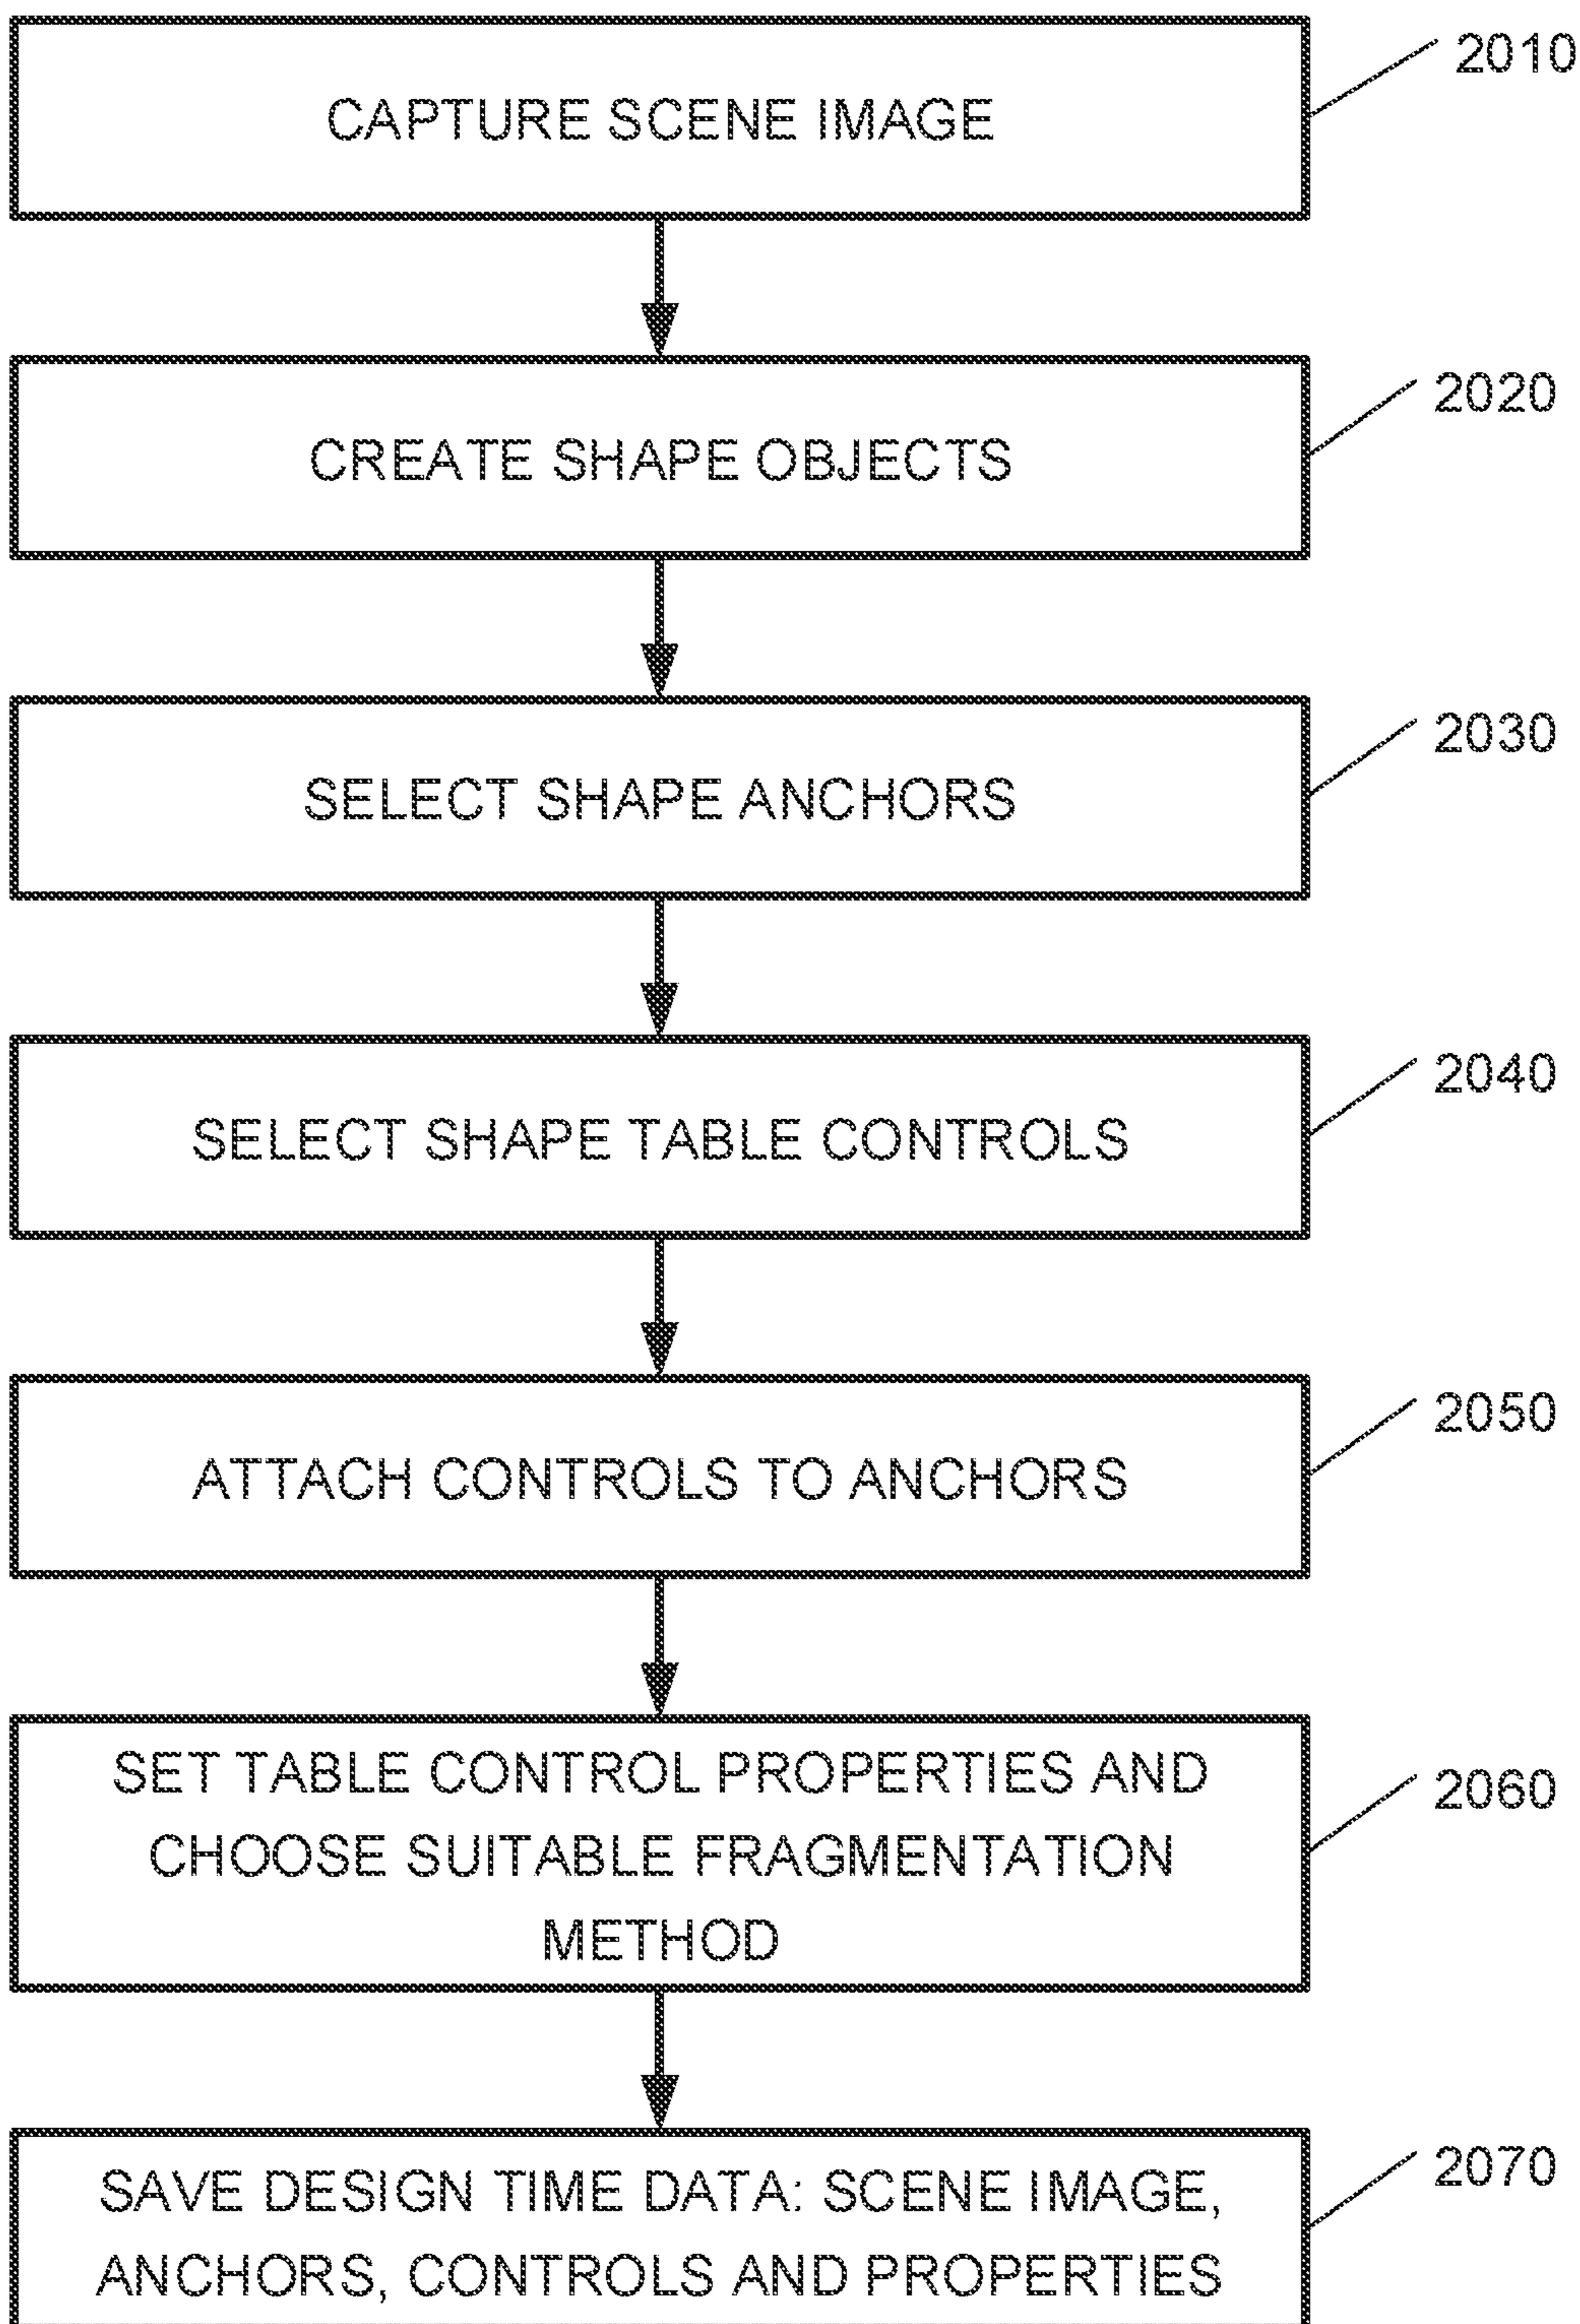 CAPTURE SCENE IMAGE
2010
CREATE SHAPE OBJECTS
2020
SELECT SHAPE ANCHORS
2030
SELECT SHAPE TABLE CONTROLS
2040
ATTACH CONTROLS TO ANCHORS
2050
SET TABLE CONTROL PROPERTIES AND
CHOOSE SUITABLE FRAGMENTATION
METHOD
2060
SAVE DESIGN TIME DATA: SCENE IMAGE,
ANCHORS, CONTROLS AND PROPERTIES
2070